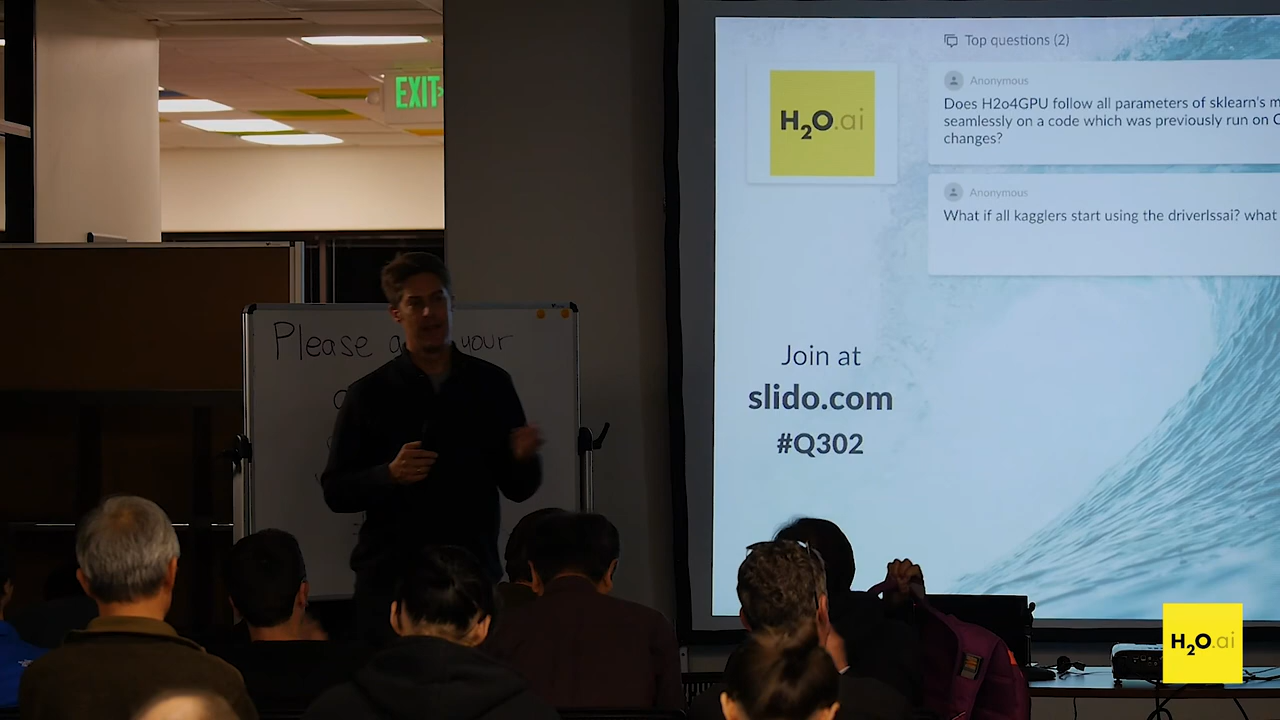 EXIT
Please a your
Top questions (2)
H2O.ai
Anonymous
Does H2o4GPU follow all parameters of sklearn's m
seamlessly on a code which was previously run on C
changes?
Anonymous
What if all kagglers start using the driverlssai? what
Join at
slido.com
#Q302
H2O.ai